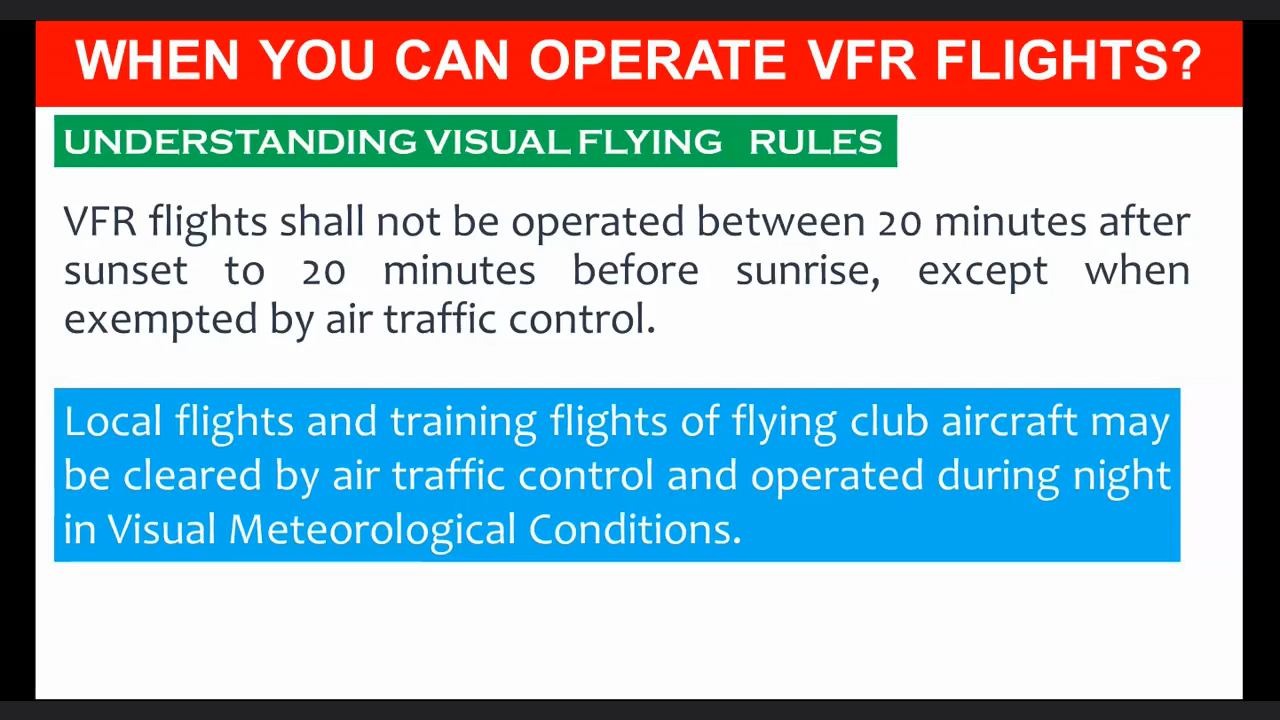 WHEN YOU CAN OPERATE VFR FLIGHTS?
UNDERSTANDING VISUAL FLYING RULES
VFR flights shall not be operated between 20 minutes after
sunset to 20 minutes before sunrise, except when
exempted by air traffic control.
Local flights and training flights of flying club aircraft may
be cleared by air traffic control and operated during night
in Visual Meteorological Conditions.